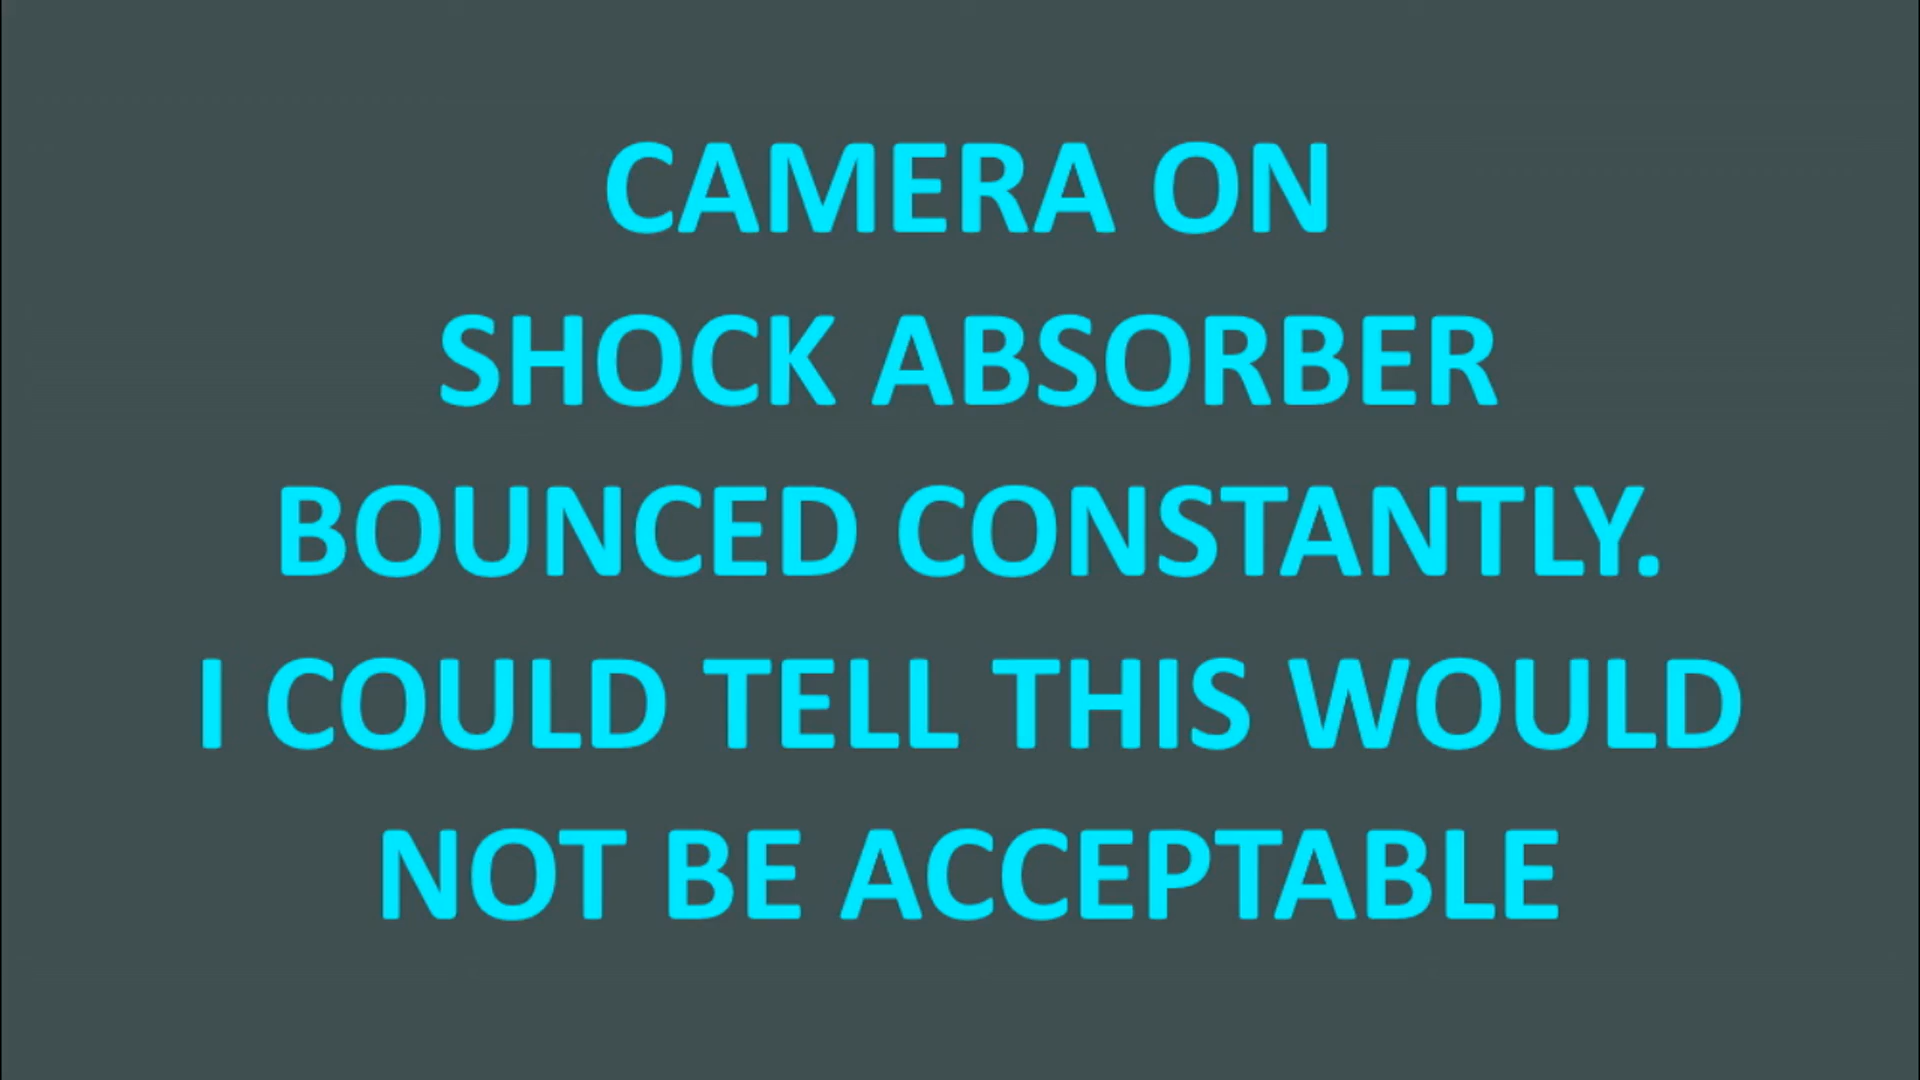 CAMERA ON
SHOCK ABSORBER
BOUNCED CONSTANTLY.
I COULD TELL THIS WOULD
NOT BE ACCEPTABLE